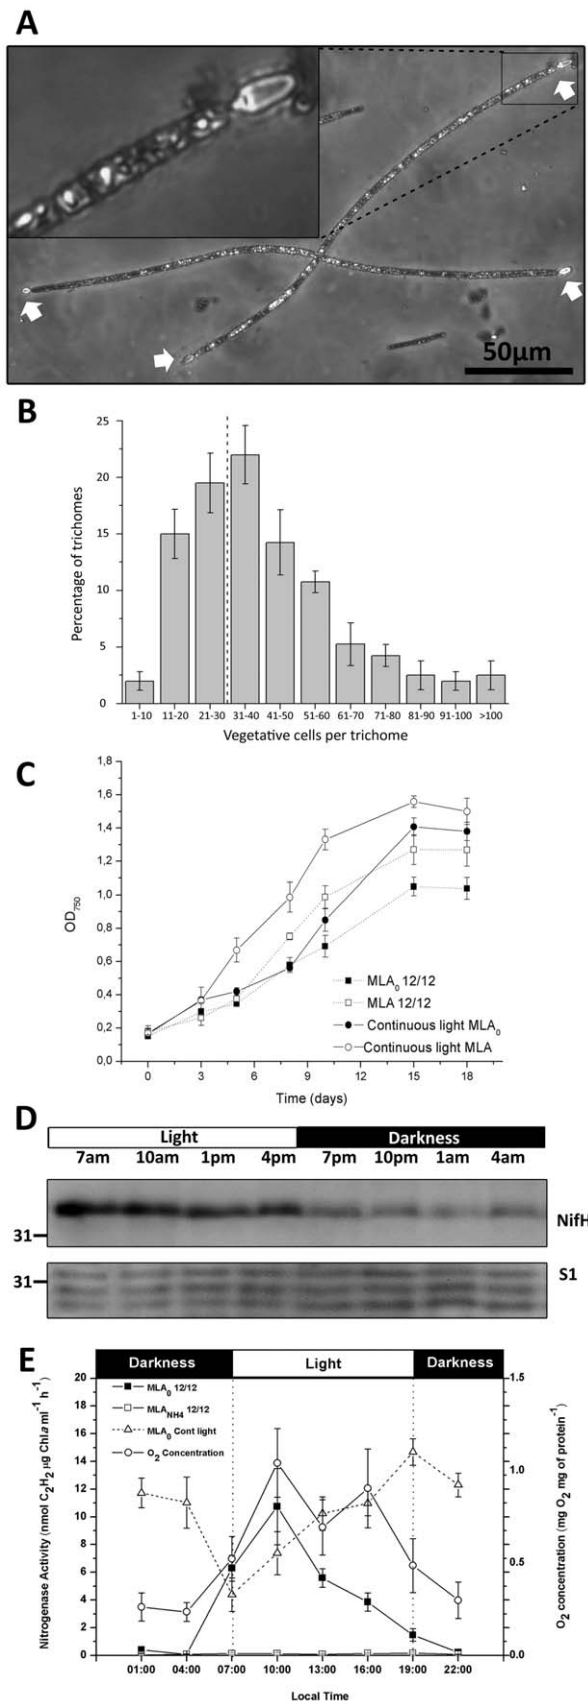 A
50µm
B
25
20
15
10
5
0
Percentage of trichomes
1-10 11-20 21-30 31-40 41-50 51-60 61-70 71-80 81-90 91-100 >100
Vegetative cells per trichome
C
1,8
1,6
1,4
1,2
1,0
0,8
0,6
0,4
0,2
0,0
OD750
MLA0 12/12
MLA 12/12
Continuous light MLA0
Continuous light MLA
0 3 6 9 12 15 18
Time (days)
D
Light Darkness
7am 10am 1pm 4pm 7pm 10pm 1am 4am
NifH
31
31
S1
E
Darkness Light Darkness
20
18
16
14
12
10
8
6
4
2
0
Nitrogenase Activity (nmol C2H2 µg Chla ml-1 h-1)
MLA0 12/12
MLANH4 12/12
MLA0 Cont light
O2 Concentration
1.5
1.0
0.5
0.0
O2 concentration (mg O2 mg of protein-1)
01:00 04:00 07:00 10:00 13:00 16:00 19:00 22:00
Local Time